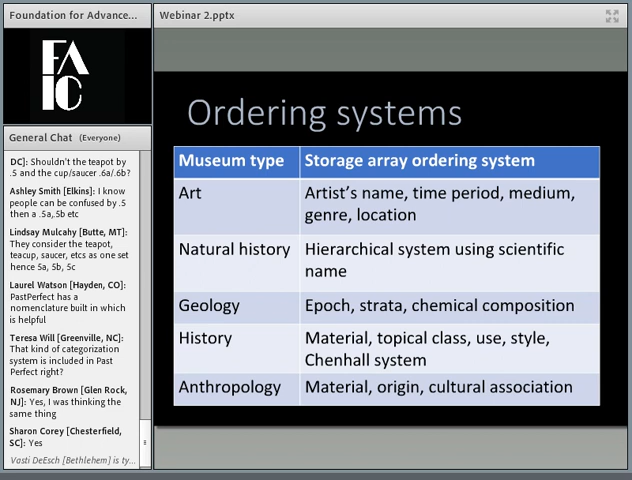 Foundation for Advance...
FA
IC
General Chat (Everyone)
DC]: Shouldn't the teapot by
.5 and the cup/saucer .6a/.6b?
Ashley Smith [Elkins]: I know
people can be confused by .5
then a .5a,.5b etc
Lindsay Mulcahy [Butte, MT]:
They consider the teapot,
teacup, saucer, etcs as one set
hence 5a, 5b, 5c
Laurel Watson [Hayden, CO]:
PastPerfect has a
nomenclature built in which
is helpful
Teresa Will [Greenville, NC]:
That kind of categorization
system is included in Past
Perfect right?
Rosemary Brown [Glen Rock,
NJ]: Yes, I was thinking the
same thing
Sharon Corey [Chesterfield,
SC]: Yes
Vasti DeEsch [Bethlehem] is ty...
Webinar 2.pptx
Ordering systems
Museum type Storage array ordering system
Art Artist's name, time period, medium,
genre, location
Natural history Hierarchical system using scientific
name
Geology Epoch, strata, chemical composition
History Material, topical class, use, style,
Chenhall system
Anthropology Material, origin, cultural association